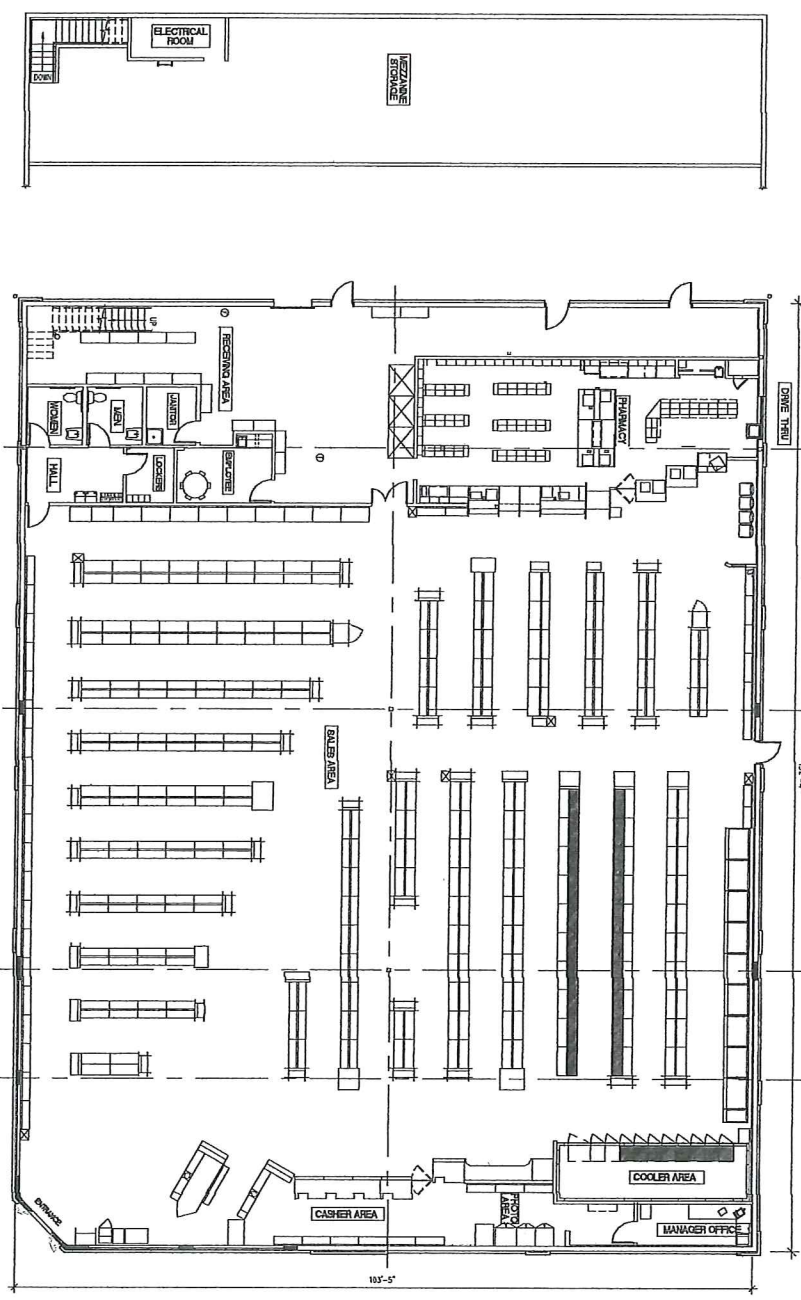 ELECTRICAL
ROOM
DOWN
MEZZANINE
STORAGE
UP
UP
RECEIVING AREA
DRIVE THRU
WOMEN
MEN
JANITOR
PHARMACY
HALL
LOCKERS
EMPLOYEE
SALES AREA
COOLER AREA
ENTRANCE
CASHIER AREA
PHOTO
AREA
MANAGER OFFICE
103'-5"